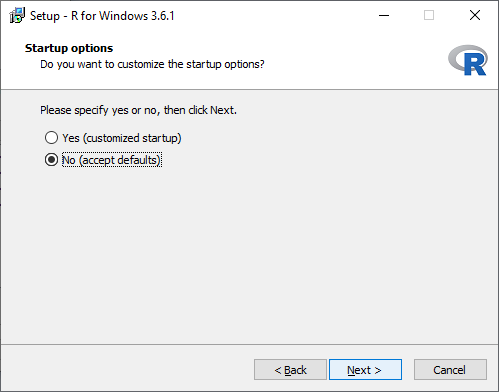 Setup - R for Windows 3.6.1
Startup options
Do you want to customize the startup options?
R
Please specify yes or no, then click Next.
Yes (customized startup)
No (accept defaults)
< Back Next > Cancel